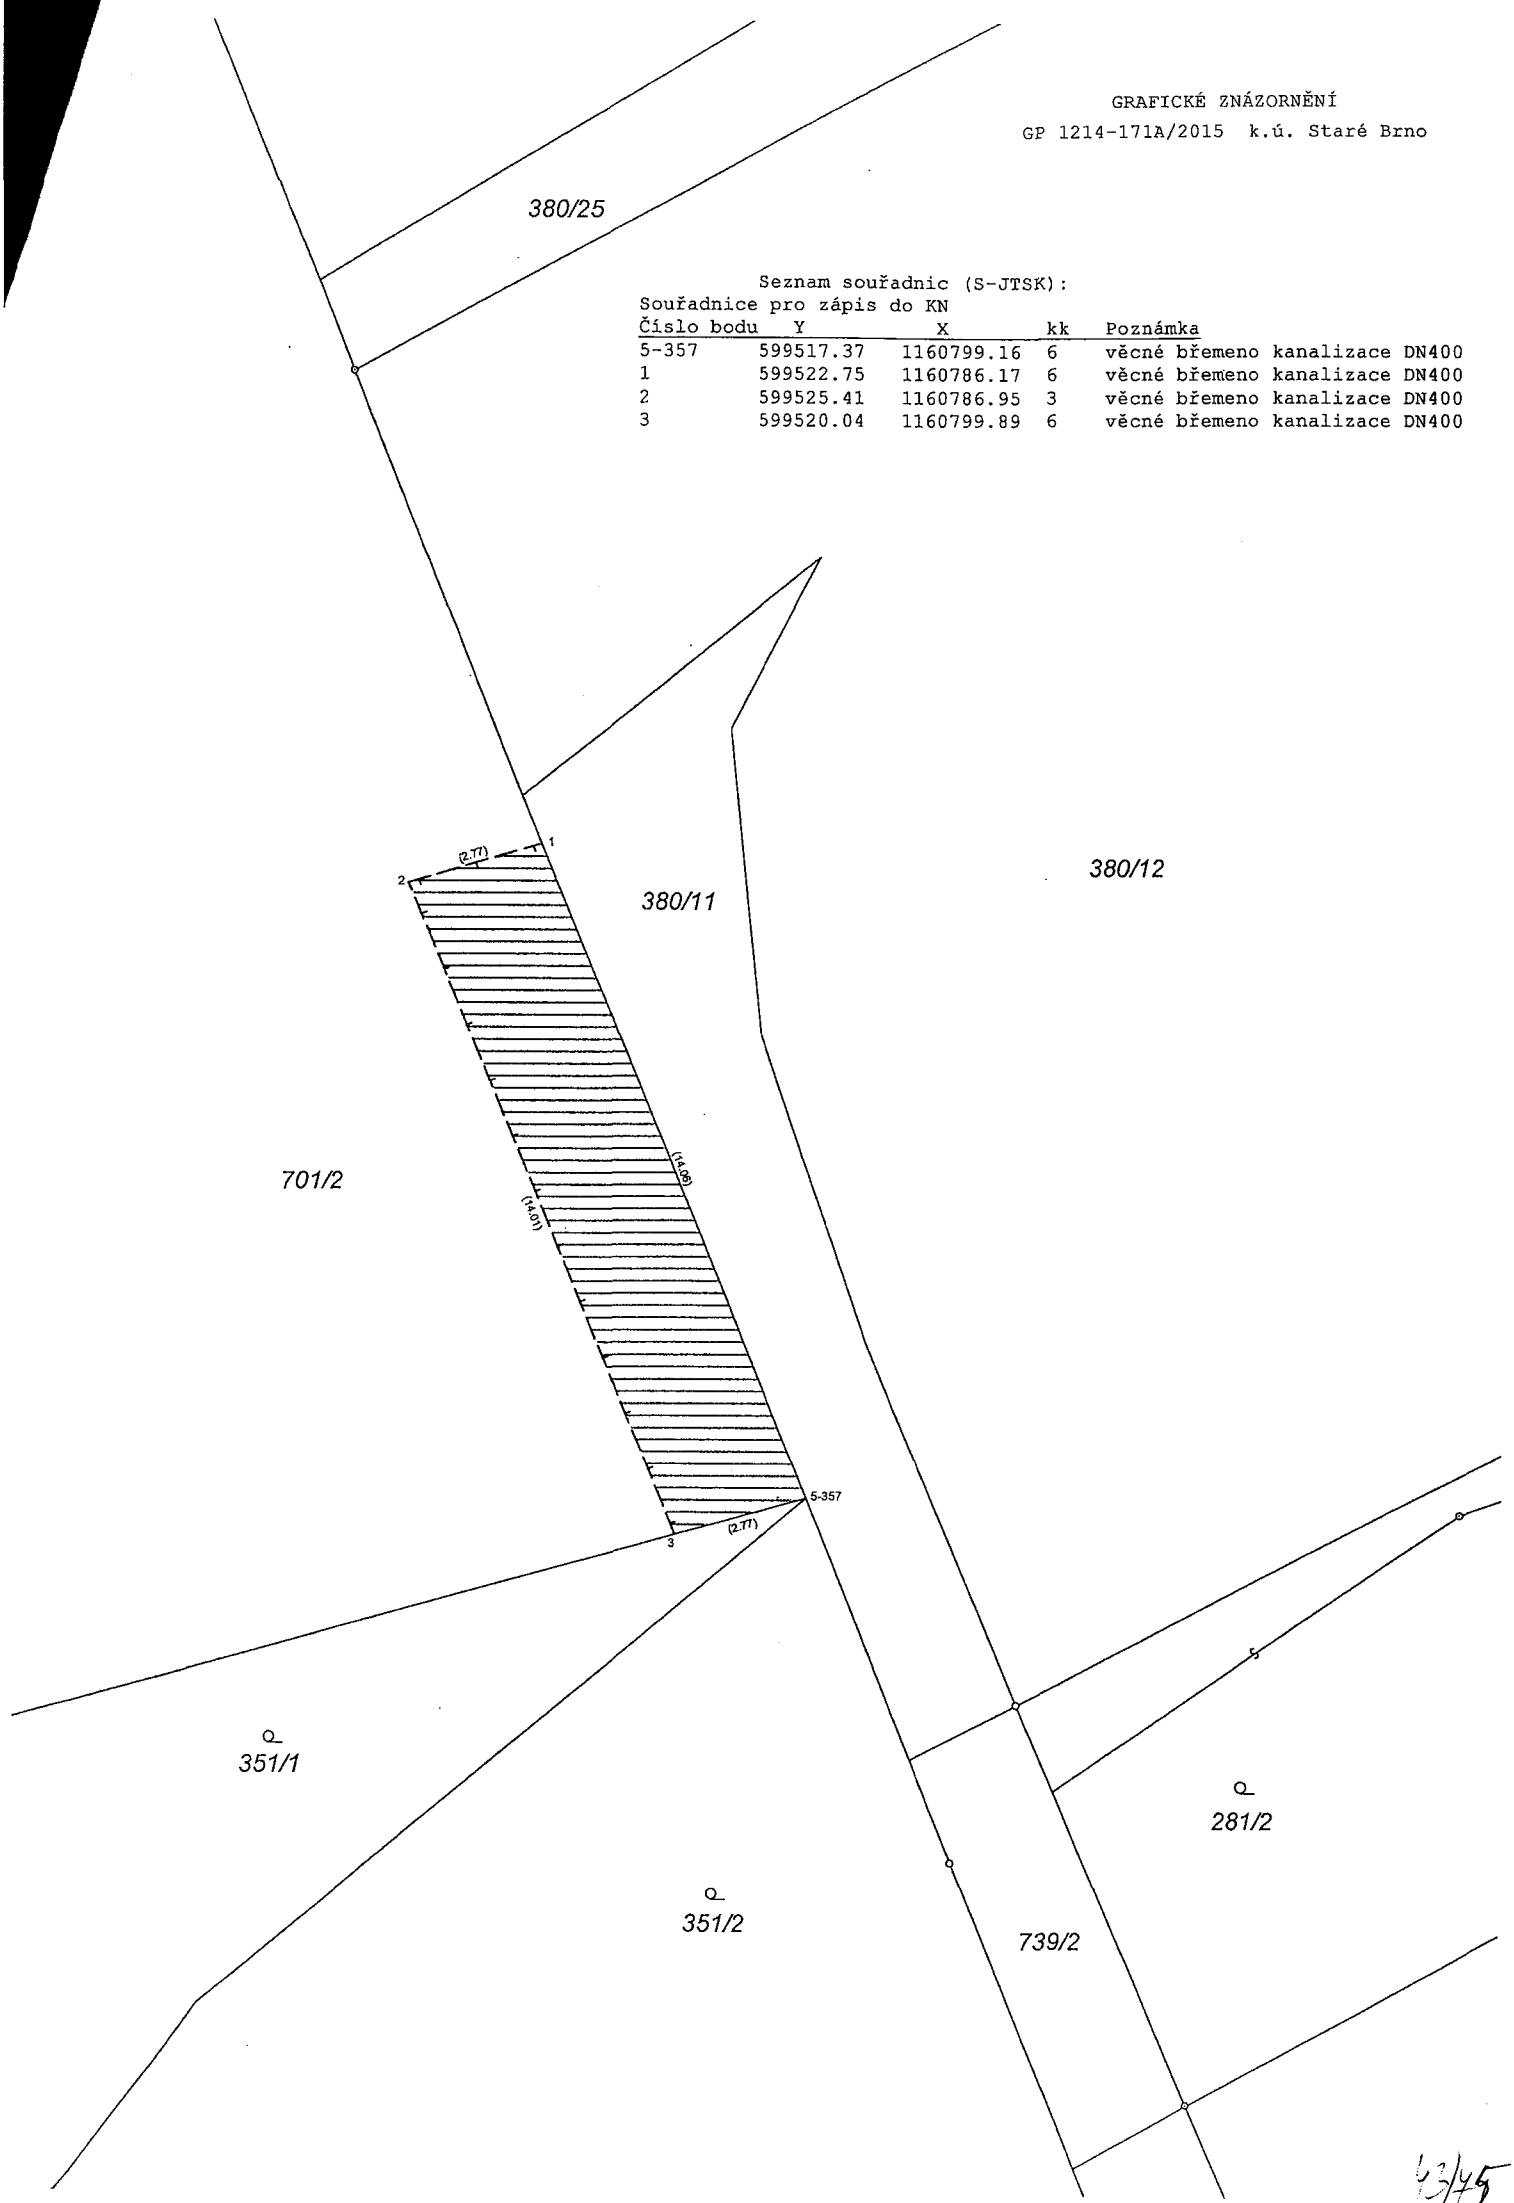 GRAFICKÉ ZNÁZORNĚNÍ
GP 1214-171A/2015 k.ú. Staré Brno
380/25
Seznam souřadnic (S-JTSK):
Souřadnice pro zápis do KN
Číslo bodu Y X kk Poznámka
5-357 599517.37 1160799.16 6 věcné břemeno kanalizace DN400
1 599522.75 1160786.17 6 věcné břemeno kanalizace DN400
2 599525.41 1160786.95 3 věcné břemeno kanalizace DN400
3 599520.04 1160799.89 6 věcné břemeno kanalizace DN400
1
(2.77)
2
380/12
380/11
(14.06)
701/2
(14.01)
5-357
(2.77)
3
351/1
281/2
351/2
739/2